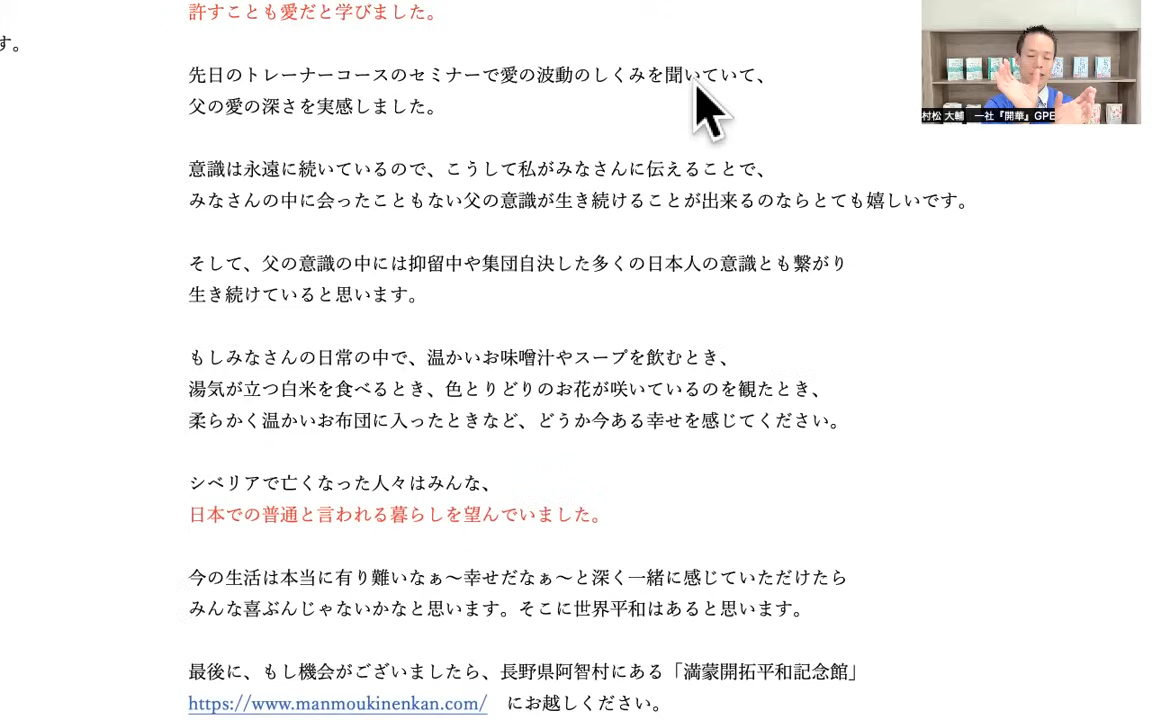 許すことも愛だと学びました。
す。
先日のトレーナーコースのセミナーで愛の波動のしくみを聞いていて、
父の愛の深さを実感しました。
意識は永遠に続いているので、こうして私がみなさんに伝えることで、
みなさんの中に会ったこともない父の意識が生き続けることが出来るのならとても嬉しいです。
そして、父の意識の中には抑留中や集団自決した多くの日本人の意識とも繋がり
生き続けていると思います。
もしみなさんの日常の中で、温かいお味噌汁やスープを飲むとき、
湯気が立つ白米を食べるとき、色とりどりのお花が咲いているのを観たとき、
柔らかく温かいお布団に入ったときなど、どうか今ある幸せを感じてください。
シベリアで亡くなった人々はみんな、
日本での普通と言われる暮らしを望んでいました。
今の生活は本当に有り難いなぁ〜幸せだなぁ〜と深く一緒に感じていただけたら
みんな喜ぶんじゃないかなと思います。そこに世界平和はあると思います。
最後に、もし機会がございましたら、長野県阿智村にある「満蒙開拓平和記念館」
https://www.manmoukinenkan.com/　にお越しください。
村松 大輔　一社『開華』GPE